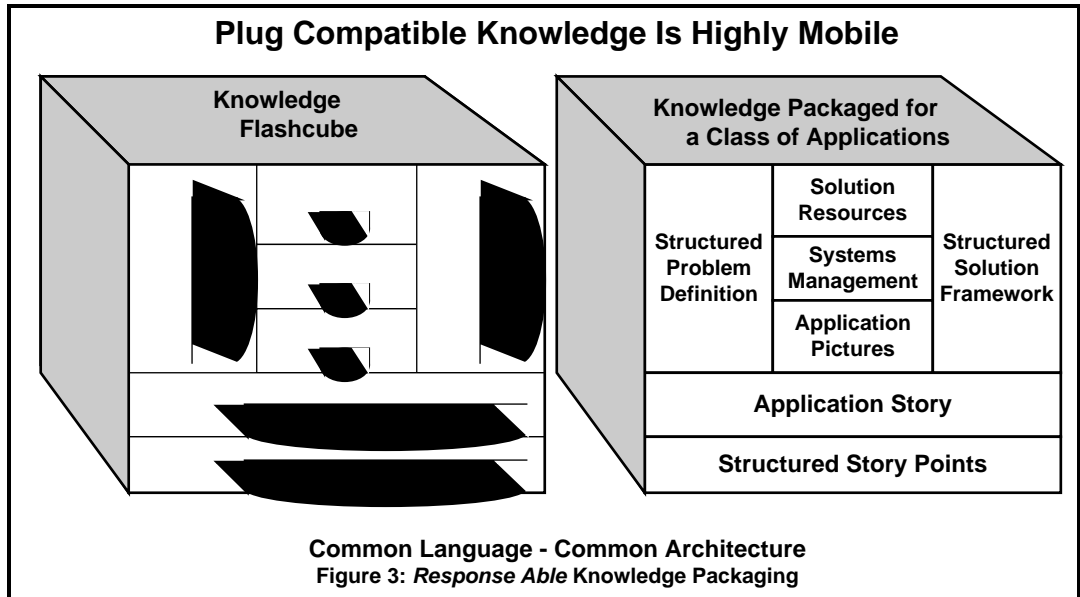 Plug Compatible Knowledge Is Highly Mobile
Knowledge
Flashcube
Knowledge Packaged for
a Class of Applications
Structured
Problem
Definition
Solution
Resources
Systems
Management
Application
Pictures
Structured
Solution
Framework
Application Story
Structured Story Points
Common Language - Common Architecture
Figure 3: Response Able Knowledge Packaging